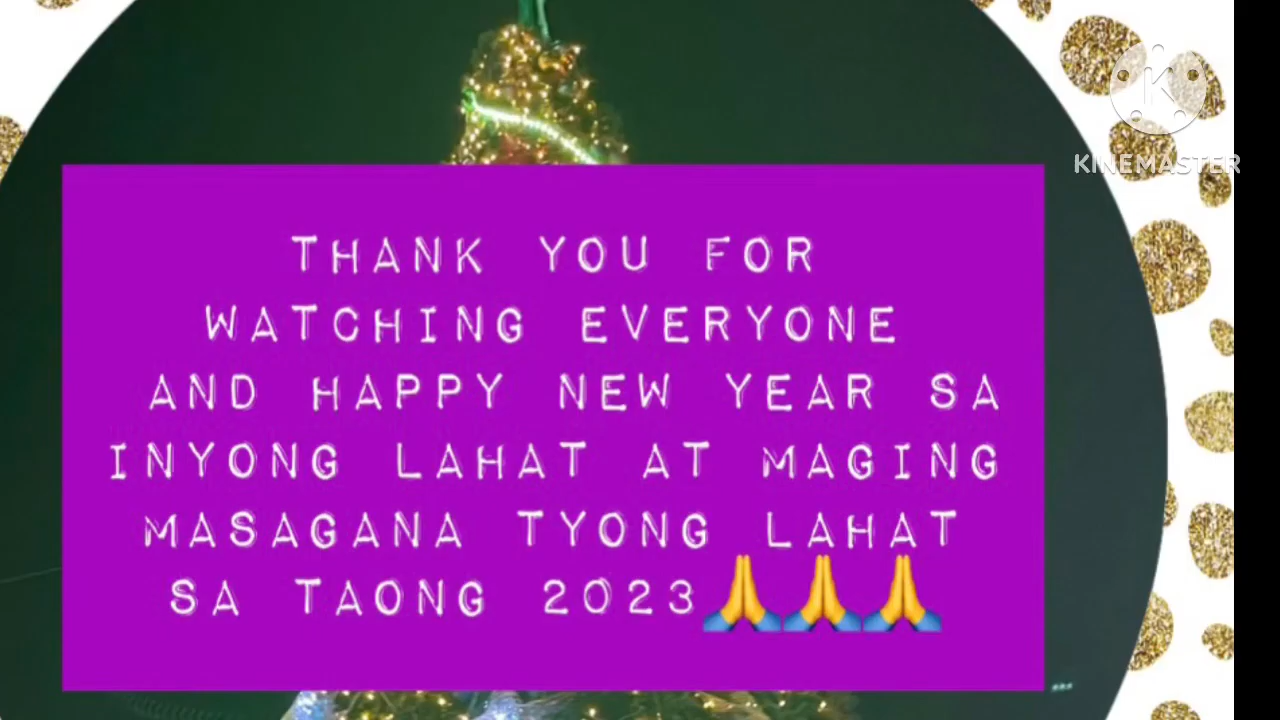 KINEMASTER
THANK YOU FOR
WATCHING EVERYONE
AND HAPPY NEW YEAR SA
INYONG LAHAT AT MAGING
MASAGANA TYONG LAHAT
SA TAONG 2023🙏🙏🙏